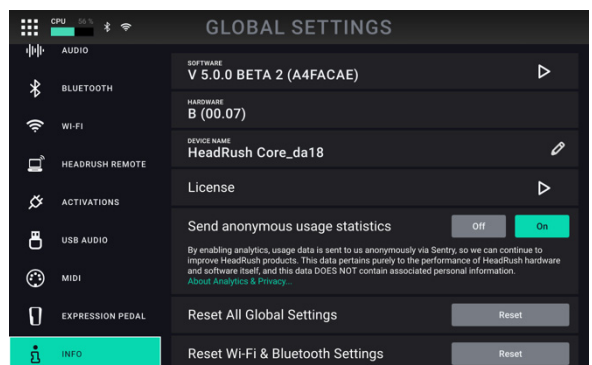 CPU 56 %
GLOBAL SETTINGS
AUDIO
BLUETOOTH
WI-FI
HEADRUSH REMOTE
ACTIVATIONS
USB AUDIO
MIDI
EXPRESSION PEDAL
INFO
SOFTWARE
V 5.0.0 BETA 2 (A4FACAE)
HARDWARE
B (00.07)
DEVICE NAME
HeadRush Core_da18
License
Send anonymous usage statistics
Off
On
By enabling analytics, usage data is sent to us anonymously via Sentry, so we can continue to
improve HeadRush products. This data pertains purely to the performance of HeadRush hardware
and software itself, and this data DOES NOT contain associated personal information.
About Analytics & Privacy...
Reset All Global Settings
Reset
Reset Wi-Fi & Bluetooth Settings
Reset